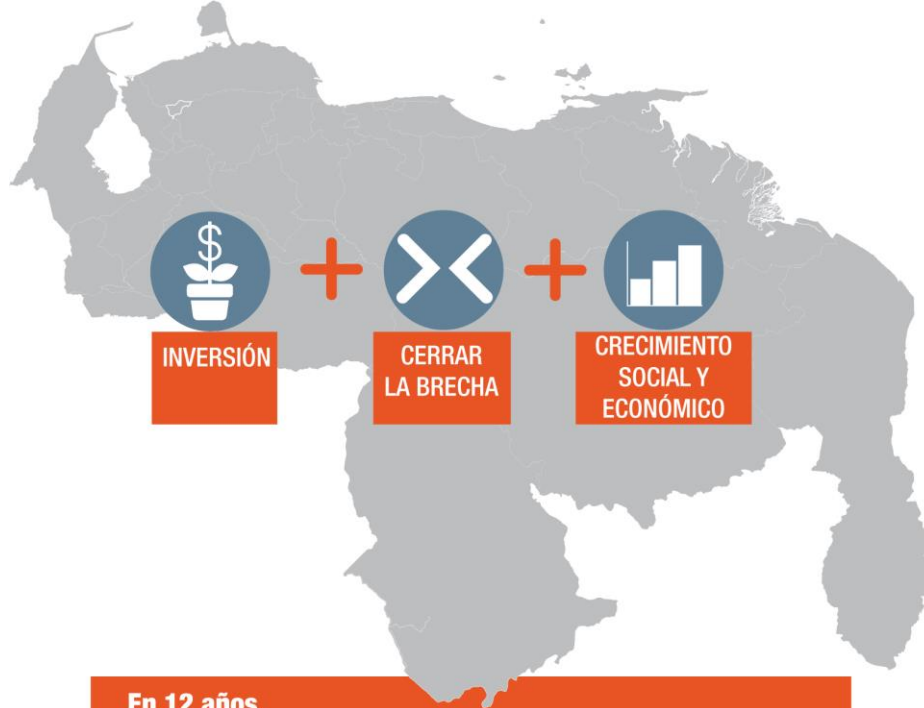 INVERSIÓN
CERRAR
LA BRECHA
CRECIMIENTO
SOCIAL Y
ECONÓMICO
En 12 años